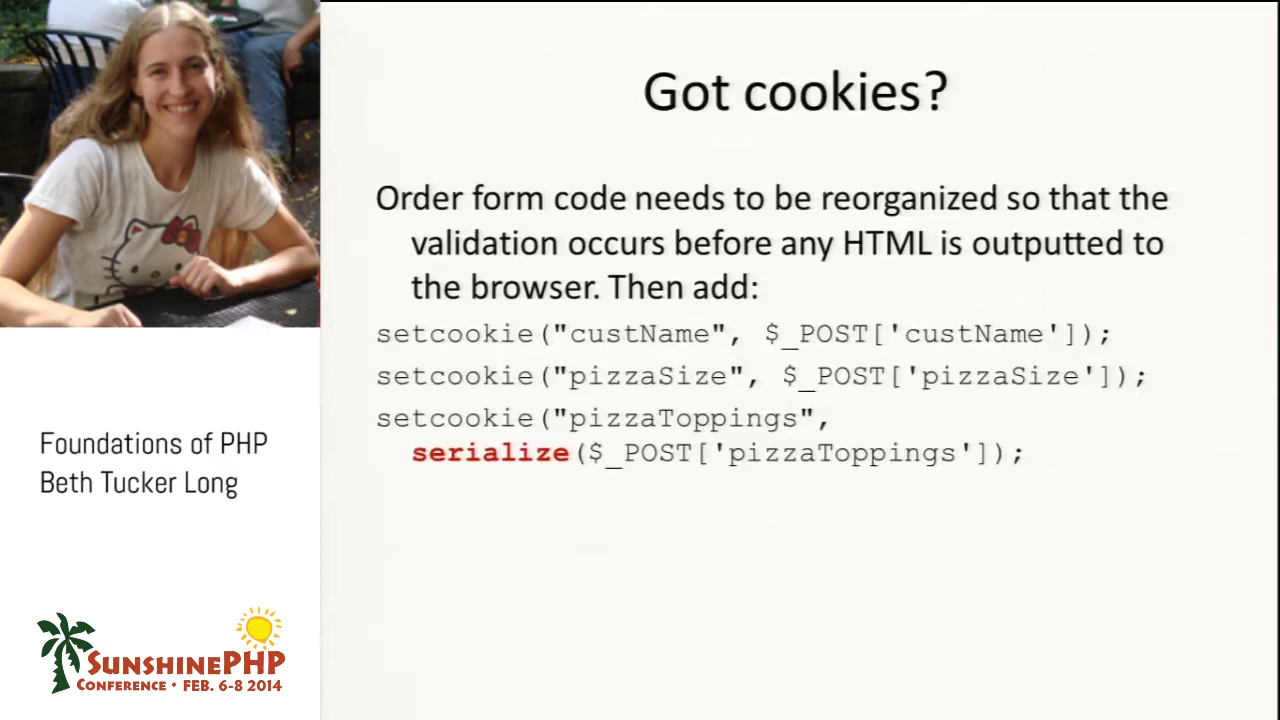 Got cookies?
Order form code needs to be reorganized so that the
validation occurs before any HTML is outputted to
the browser. Then add:
setcookie("custName", $_POST['custName']);
setcookie("pizzaSize", $_POST['pizzaSize']);
setcookie("pizzaToppings",
serialize($_POST['pizzaToppings']);
Foundations of PHP
Beth Tucker Long
SUNSHINEPHP
CONFERENCE • FEB. 6-8 2014